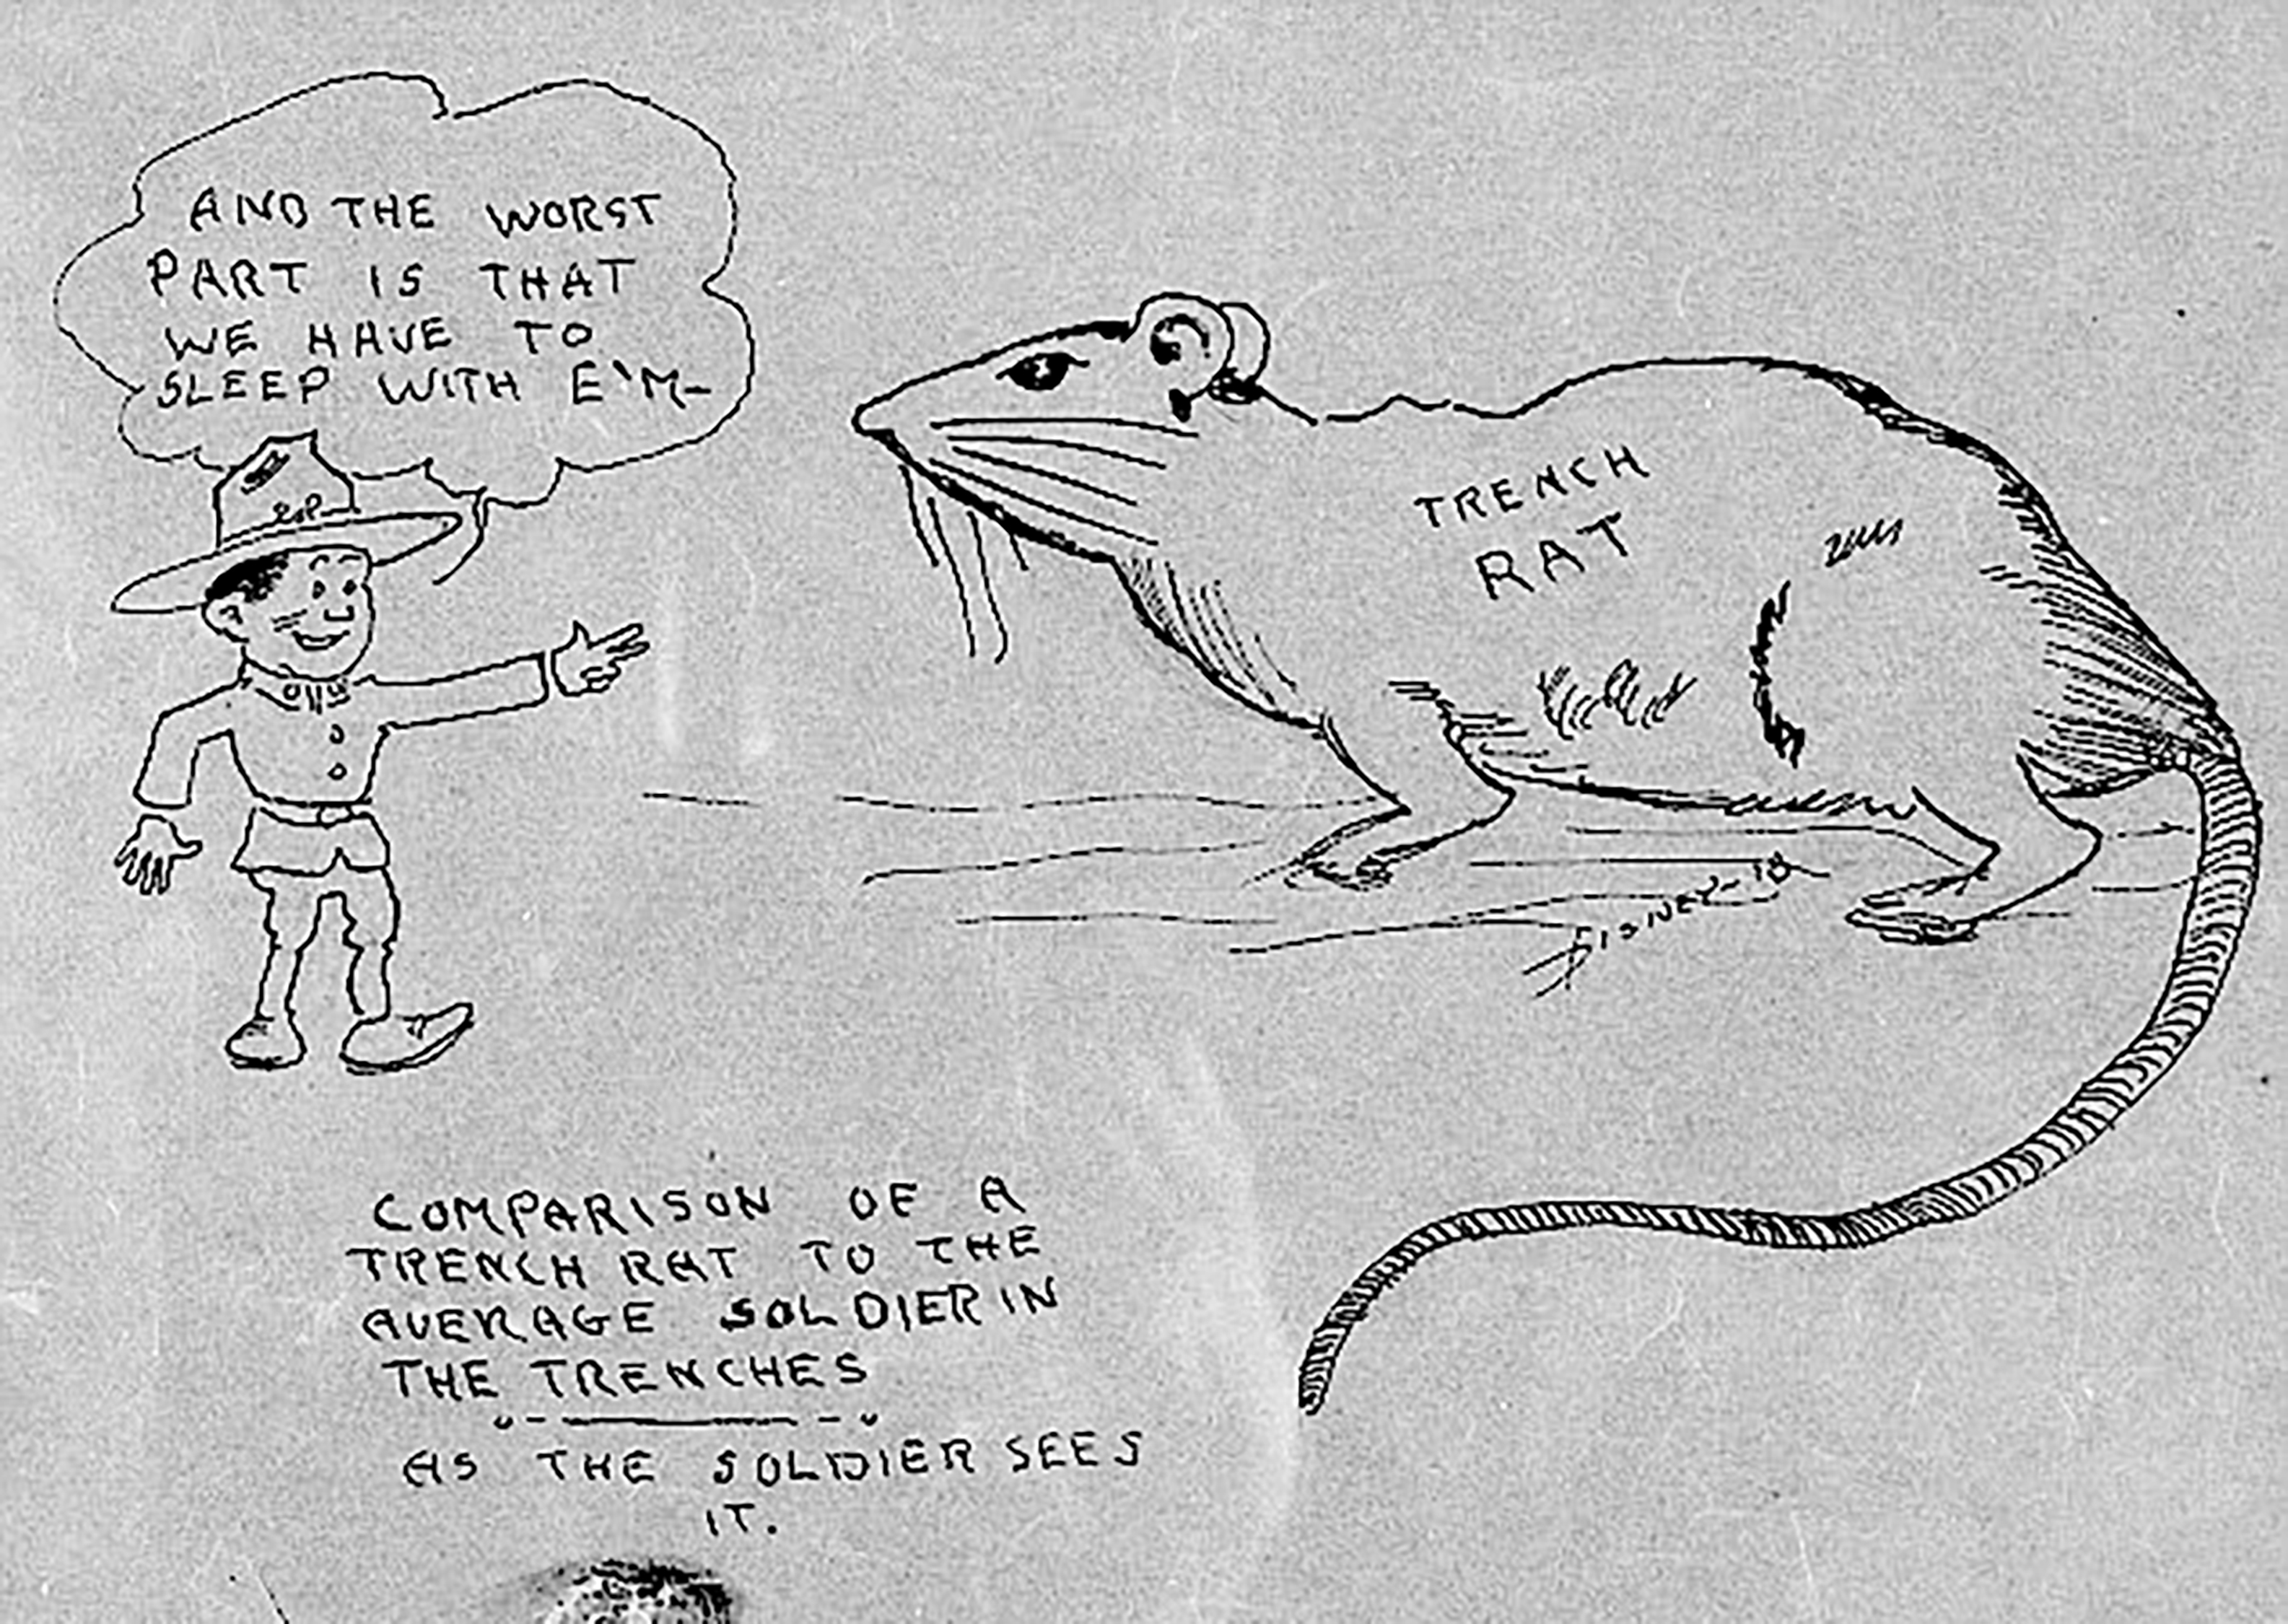 AND THE WORST
PART IS THAT
WE HAVE TO
SLEEP WITH E'M-
TRENCH
RAT
DISNEY-18
COMPARISON OF A
TRENCH RAT TO THE
AVERAGE SOLDIER IN
THE TRENCHES
AS THE SOLDIER SEES
IT.